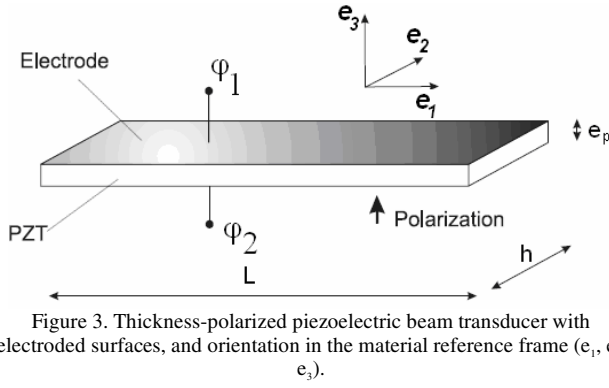 e3
e2
Electrode
φ1
e1
ep
PZT
Polarization
φ2
h
L
Figure 3. Thickness-polarized piezoelectric beam transducer with
electroded surfaces, and orientation in the material reference frame (e1,
e3).